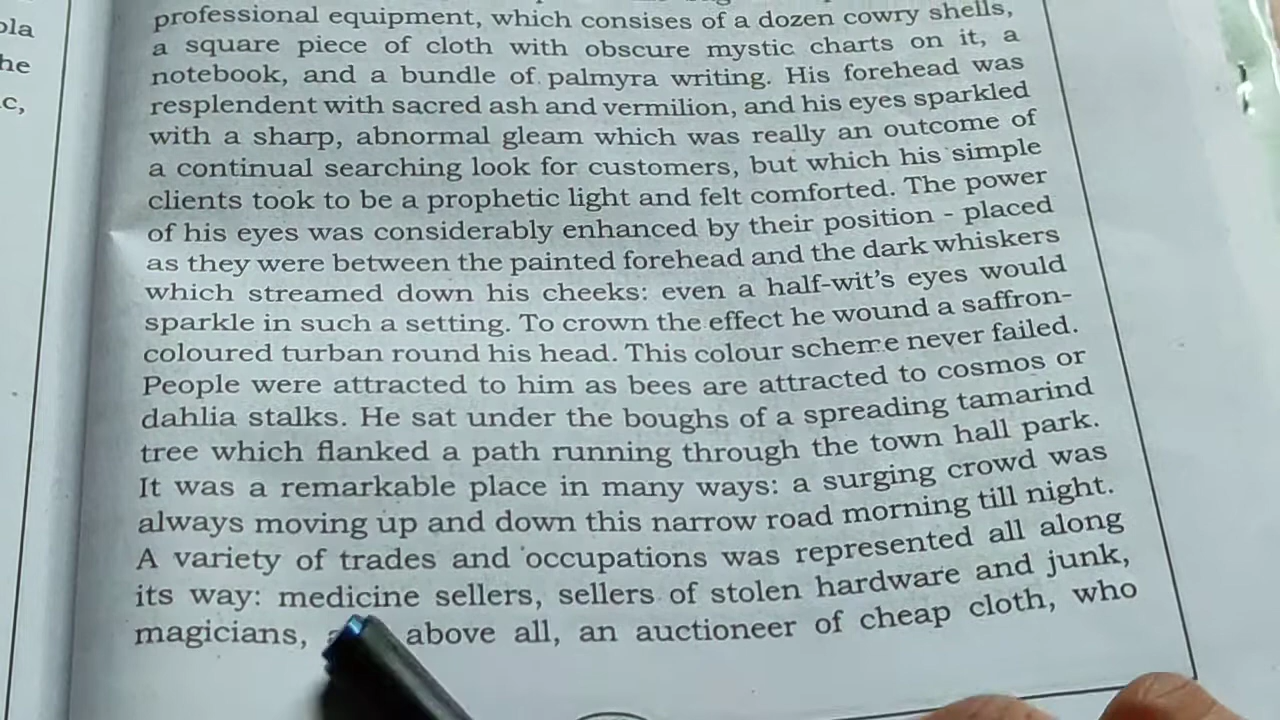 ola
he
c,
professional equipment, which consises of a dozen cowry shells,
a square piece of cloth with obscure mystic charts on it, a
notebook, and a bundle of palmyra writing. His forehead was
resplendent with sacred ash and vermilion, and his eyes sparkled
with a sharp, abnormal gleam which was really an outcome of
a continual searching look for customers, but which his simple
clients took to be a prophetic light and felt comforted. The power
of his eyes was considerably enhanced by their position - placed
as they were between the painted forehead and the dark whiskers
which streamed down his cheeks: even a half-wit's eyes would
sparkle in such a setting. To crown the effect he wound a saffron-
coloured turban round his head. This colour scheme never failed.
People were attracted to him as bees are attracted to cosmos or
dahlia stalks. He sat under the boughs of a spreading tamarind
tree which flanked a path running through the town hall park.
It was a remarkable place in many ways: a surging crowd was
always moving up and down this narrow road morning till night.
A variety of trades and occupations was represented all along
its way: medicine sellers, sellers of stolen hardware and junk,
magicians, above all, an auctioneer of cheap cloth, who